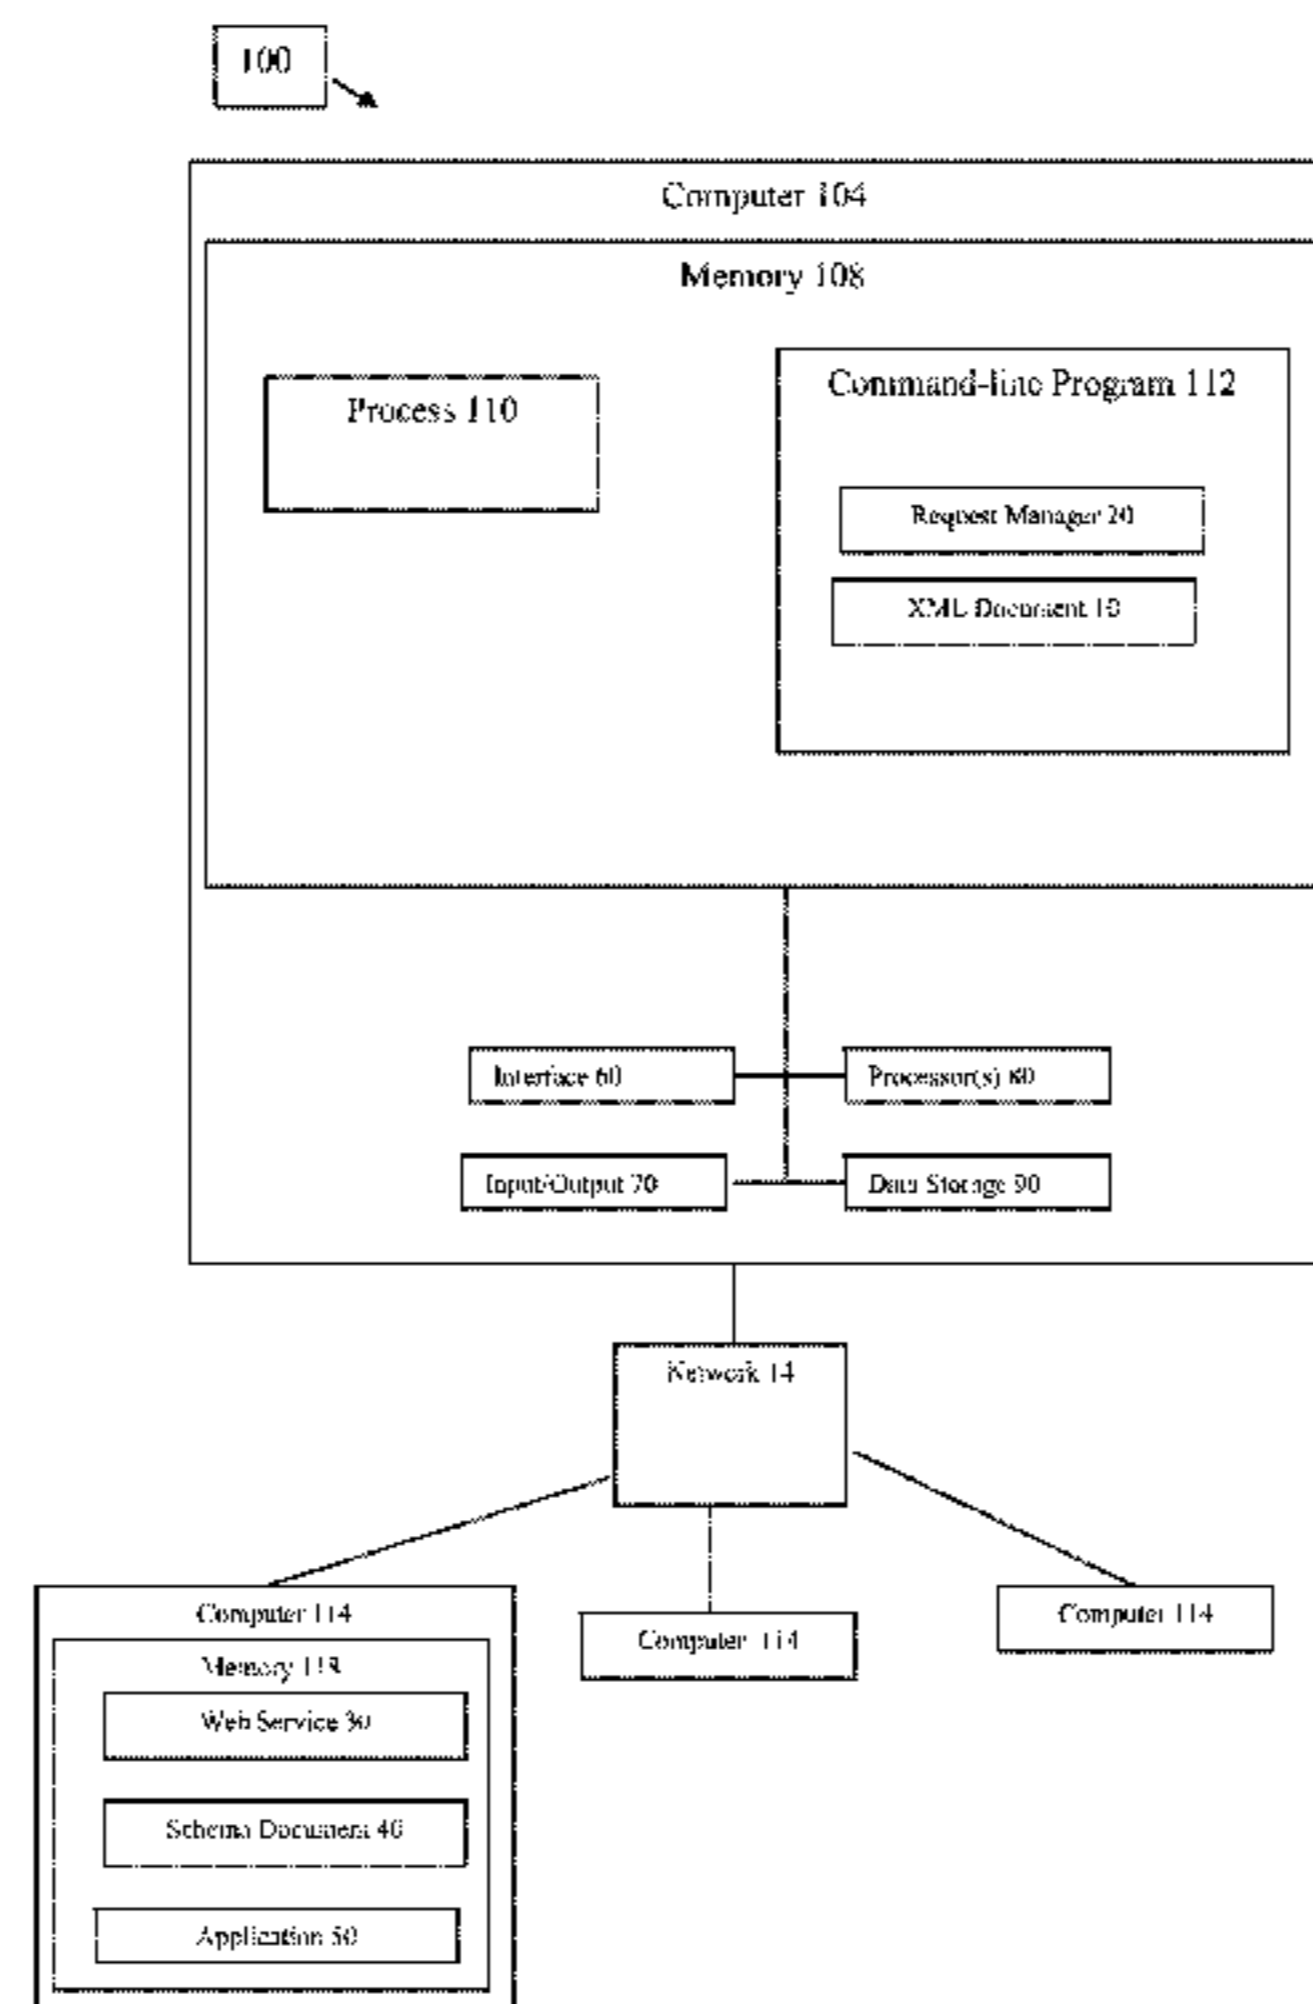 100
Computer 104
Memory 108
Process 110
Command-line Program 112
Request Manager 20
XML Document 10
Interface 60
Processor(s) 80
Input/Output 70
Data Storage 90
Network 14
Computer 114
Computer 114
Computer 114
Memory 118
Web Service 30
Schema Document 40
Application 50